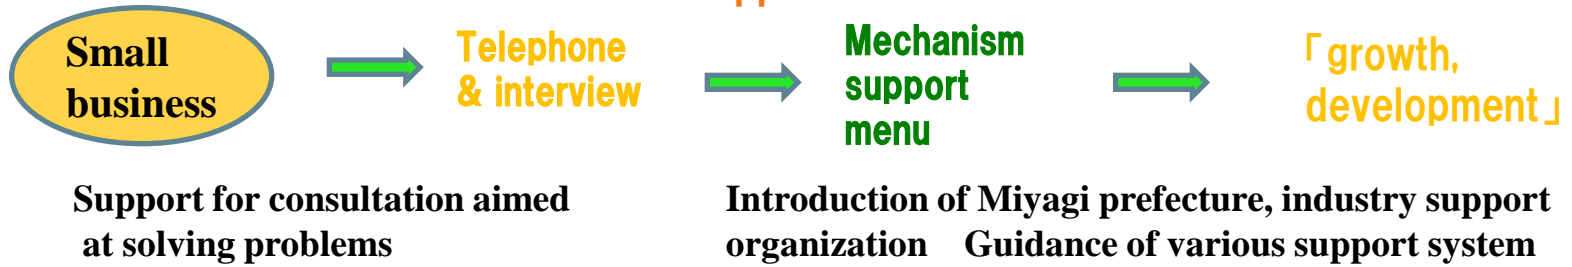 Small
business
Telephone
& interview
Mechanism
support
menu
「growth,
development」
Support for consultation aimed
at solving problems
Introduction of Miyagi prefecture, industry support
organization Guidance of various support system